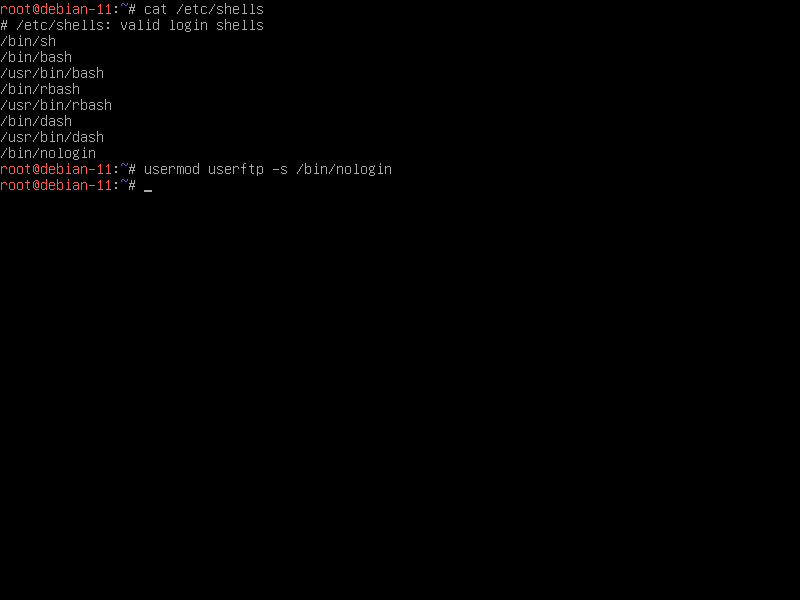 root@debian-11:~# cat /etc/shells
# /etc/shells: valid login shells
/bin/sh
/bin/bash
/usr/bin/bash
/bin/rbash
/usr/bin/rbash
/bin/dash
/usr/bin/dash
/bin/nologin
root@debian-11:~# usermod userftp -s /bin/nologin
root@debian-11:~# _